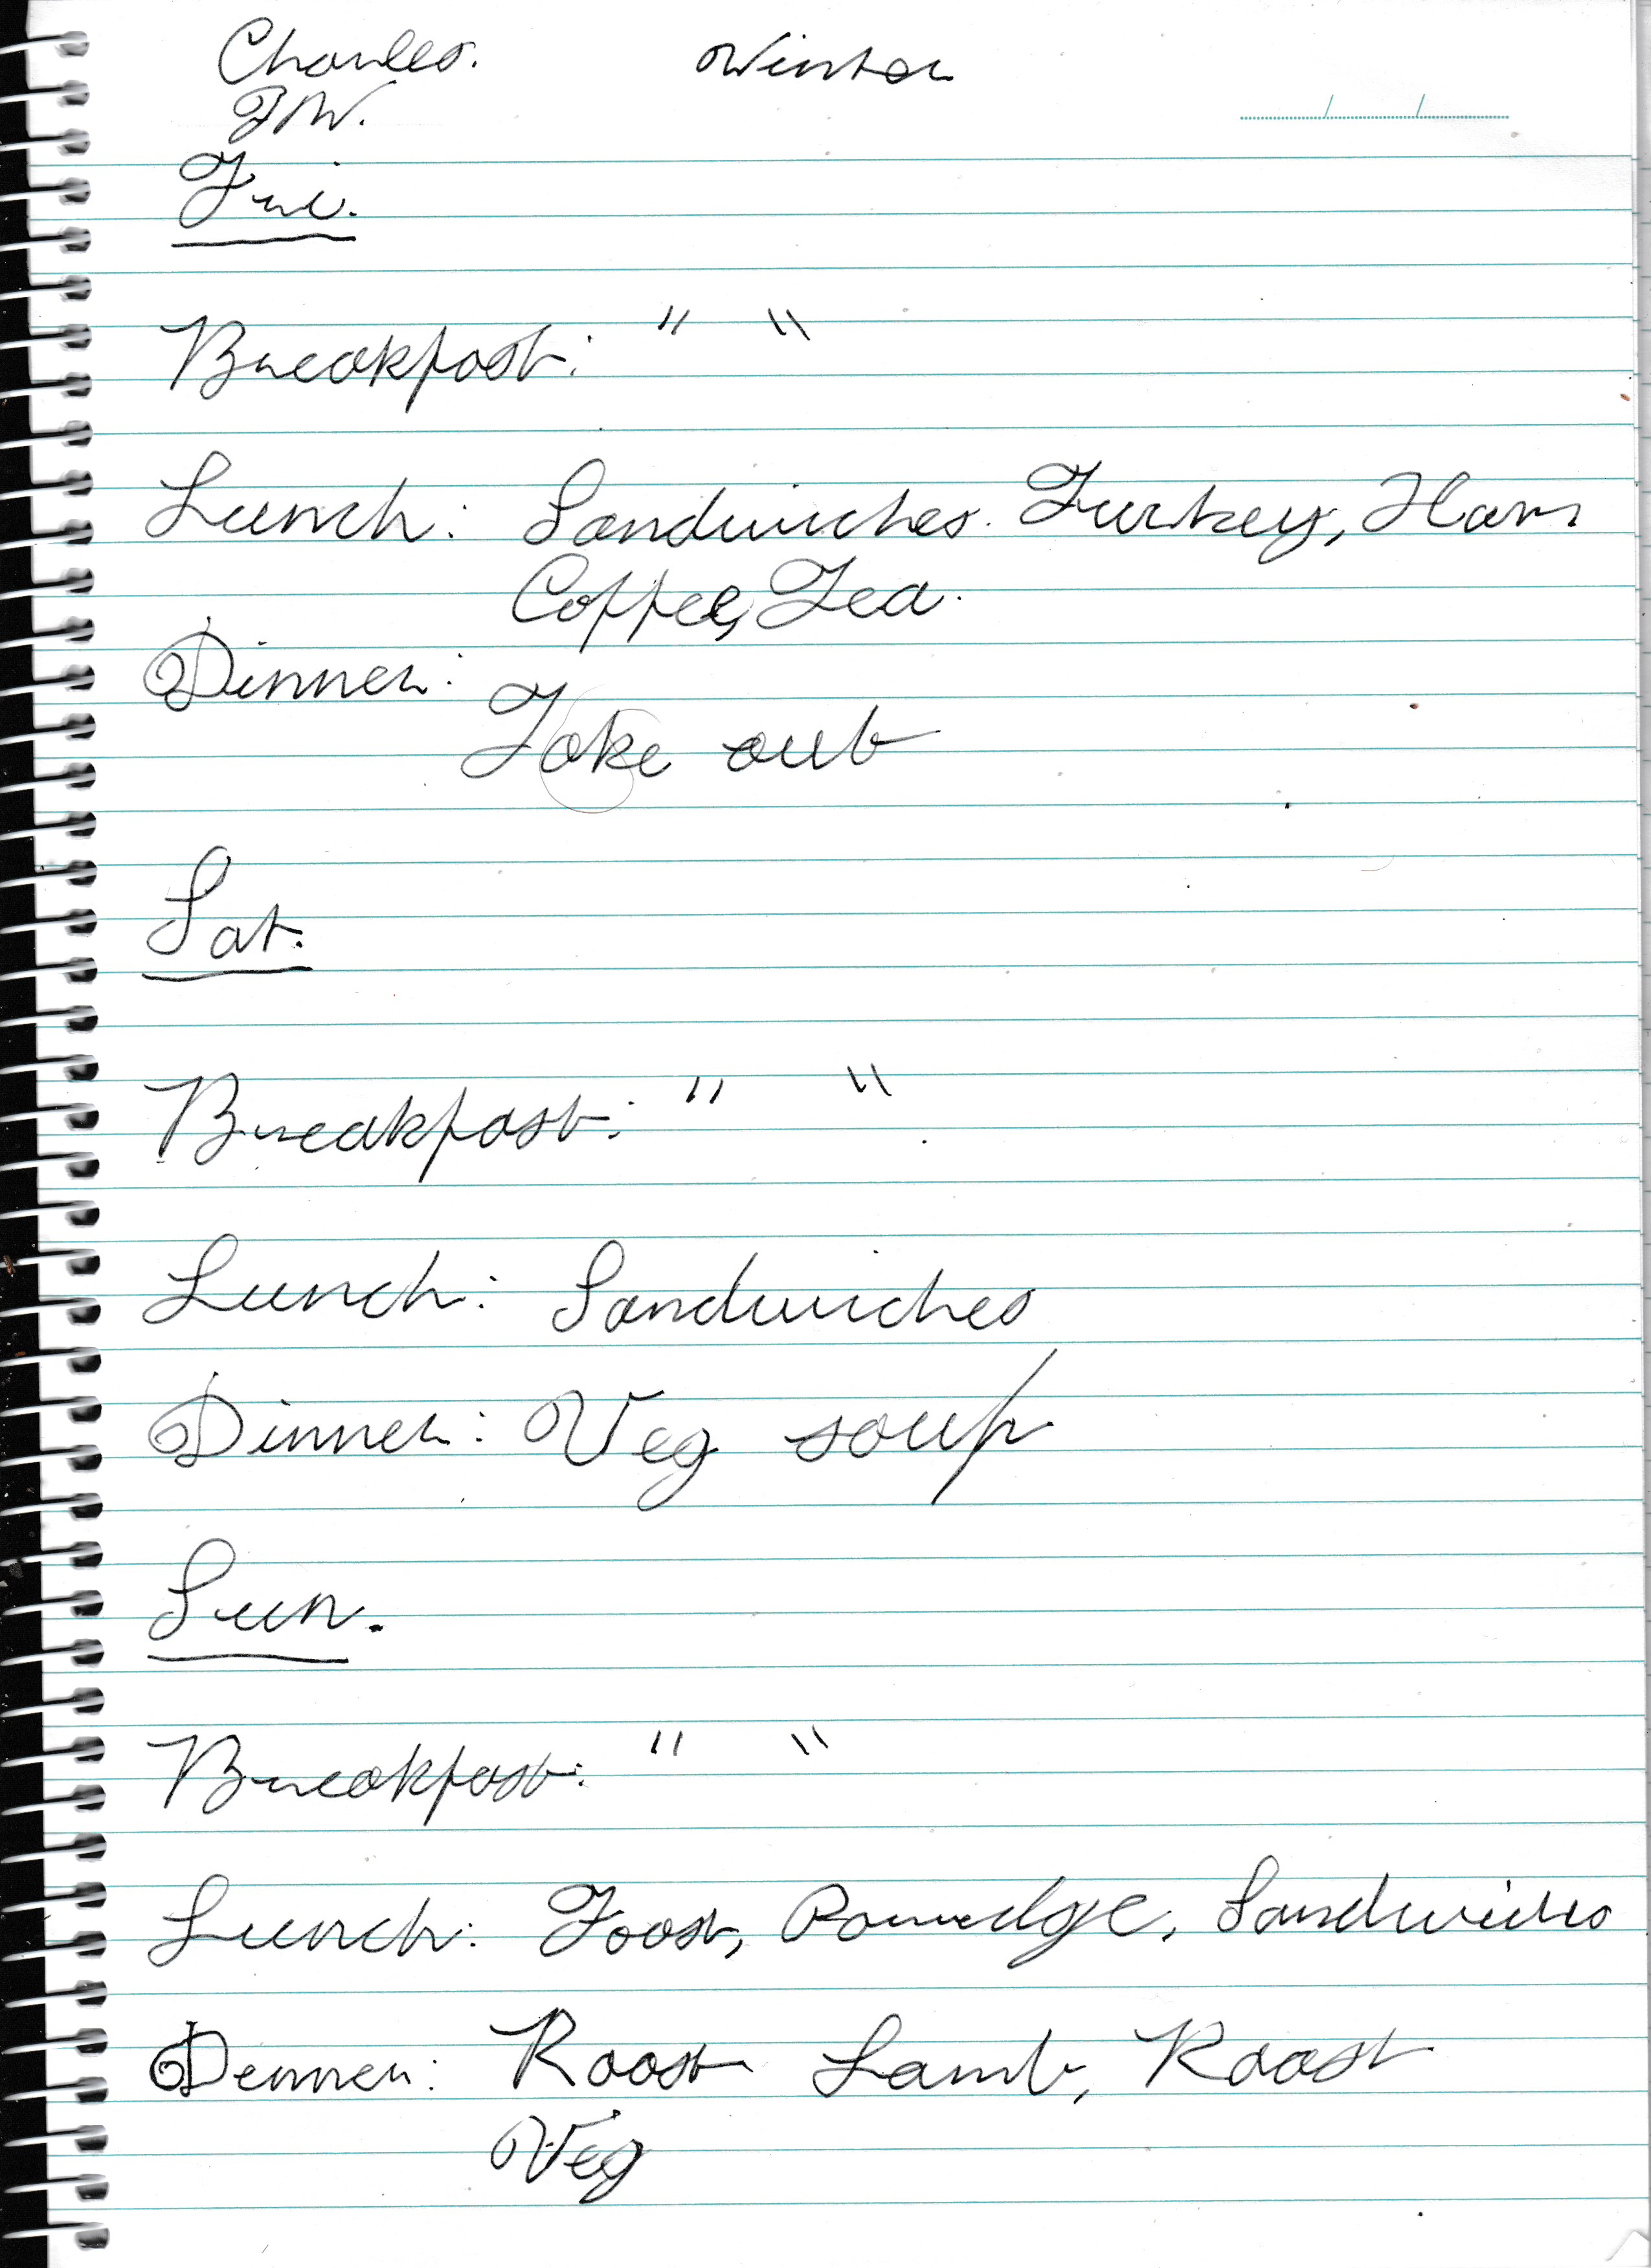 Charles. Winter
J.W.
Fri.
Breakfast: " "
Lunch: Sandwiches. Turkey, Ham
Coffee, Tea.
Dinner:
Take out
Sat.
Breakfast: " "
Lunch: Sandwiches
Dinner: Veg soup
Sun.
Breakfast: " "
Lunch: Toast, Porridge, Sandwiches
Dinner: Roast Lamb, Roast
Veg